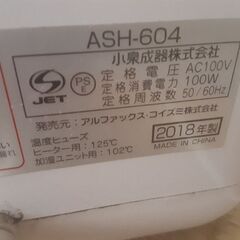 ASH-604
小泉成器株式会社
定格電圧 AC100V
定格消費電力 100W
定格周波数 50/60Hz
S
JET
PS
E
発売元：アルファックス・コイズミ株式会社
温度ヒューズ
ヒーター用：125℃
加湿ユニット用：102℃
2018年製
MADE IN CHINA